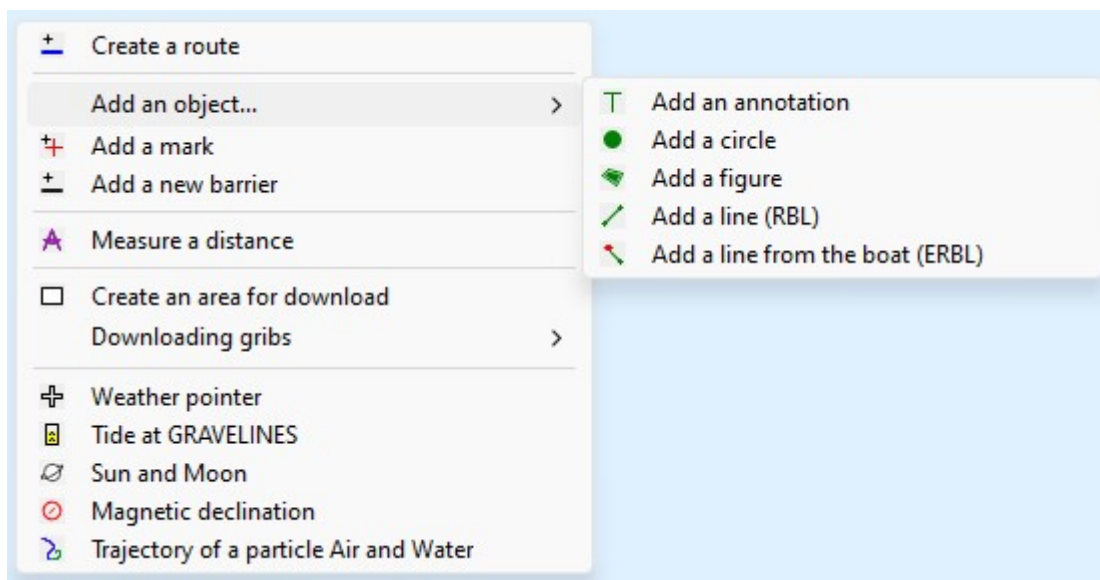 Create a route
Add an object...
Add a mark
Add a new barrier
Measure a distance
Create an area for download
Downloading gribs
Weather pointer
Tide at GRAVELINES
Sun and Moon
Magnetic declination
Trajectory of a particle Air and Water
Add an annotation
Add a circle
Add a figure
Add a line (RBL)
Add a line from the boat (ERBL)